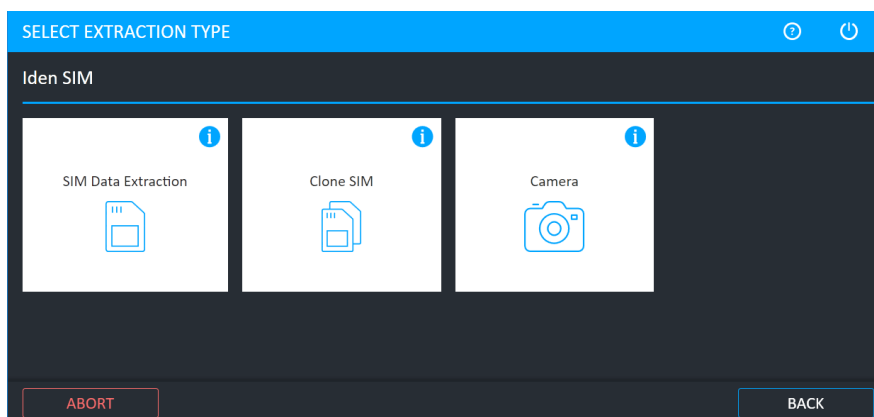 SELECT EXTRACTION TYPE
Iden SIM
SIM Data Extraction
Clone SIM
Camera
ABORT
BACK